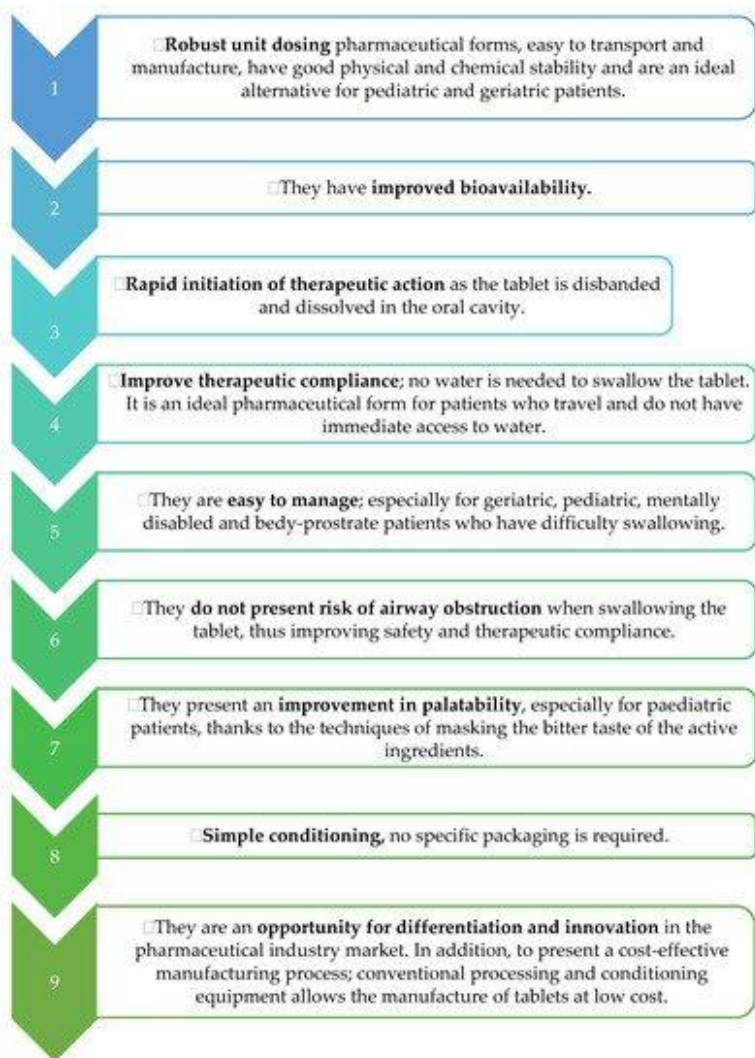 1
□Robust unit dosing pharmaceutical forms, easy to transport and
manufacture, have good physical and chemical stability and are an ideal
alternative for pediatric and geriatric patients.
2
□They have improved bioavailability.
3
□Rapid initiation of therapeutic action as the tablet is disbanded
and dissolved in the oral cavity.
4
□Improve therapeutic compliance; no water is needed to swallow the tablet.
It is an ideal pharmaceutical form for patients who travel and do not have
immediate access to water.
5
□They are easy to manage; especially for geriatric, pediatric, mentally
disabled and bedy-prostrate patients who have difficulty swallowing.
6
□They do not present risk of airway obstruction when swallowing the
tablet, thus improving safety and therapeutic compliance.
7
□They present an improvement in palatability, especially for paediatric
patients, thanks to the techniques of masking the bitter taste of the active
ingredients.
8
□Simple conditioning, no specific packaging is required.
9
□They are an opportunity for differentiation and innovation in the
pharmaceutical industry market. In addition, to present a cost-effective
manufacturing process; conventional processing and conditioning
equipment allows the manufacture of tablets at low cost.